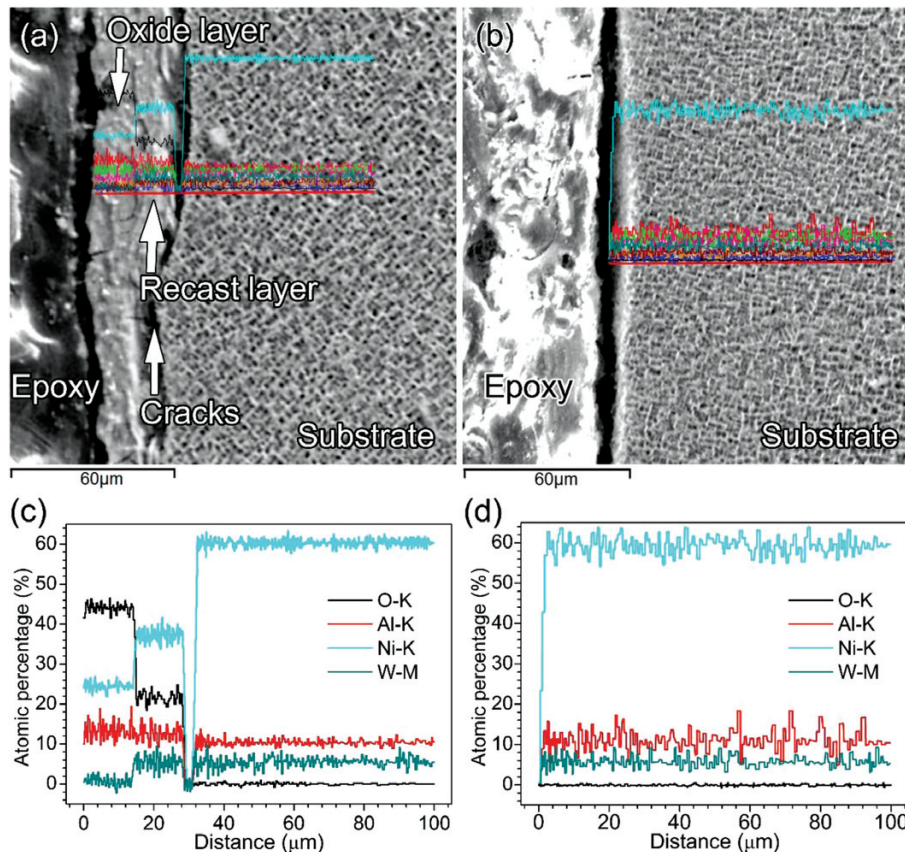 (a)
Oxide layer
Recast layer
Epoxy
Cracks
Substrate
60μm
(b)
Epoxy
Substrate
60μm
(c)
60
50
40
30
20
10
0
Atomic percentage (%)
O-K
Al-K
Ni-K
W-M
0 20 40 60 80 100
Distance (μm)
(d)
60
50
40
30
20
10
0
Atomic percentage (%)
O-K
Al-K
Ni-K
W-M
0 20 40 60 80 100
Distance (μm)